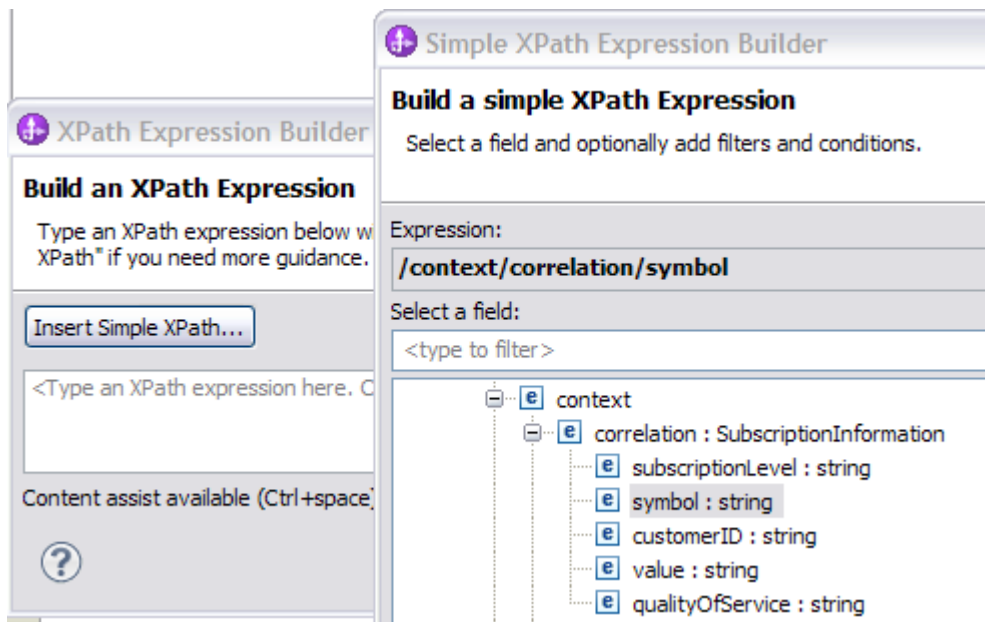 XPath Expression Builder
Build an XPath Expression
Type an XPath expression below w
XPath" if you need more guidance.
Insert Simple XPath...
<Type an XPath expression here. C
Content assist available (Ctrl+space)
?
Simple XPath Expression Builder
Build a simple XPath Expression
Select a field and optionally add filters and conditions.
Expression:
/context/correlation/symbol
Select a field:
<type to filter>
e context
e correlation : SubscriptionInformation
e subscriptionLevel : string
e symbol : string
e customerID : string
e value : string
e qualityOfService : string